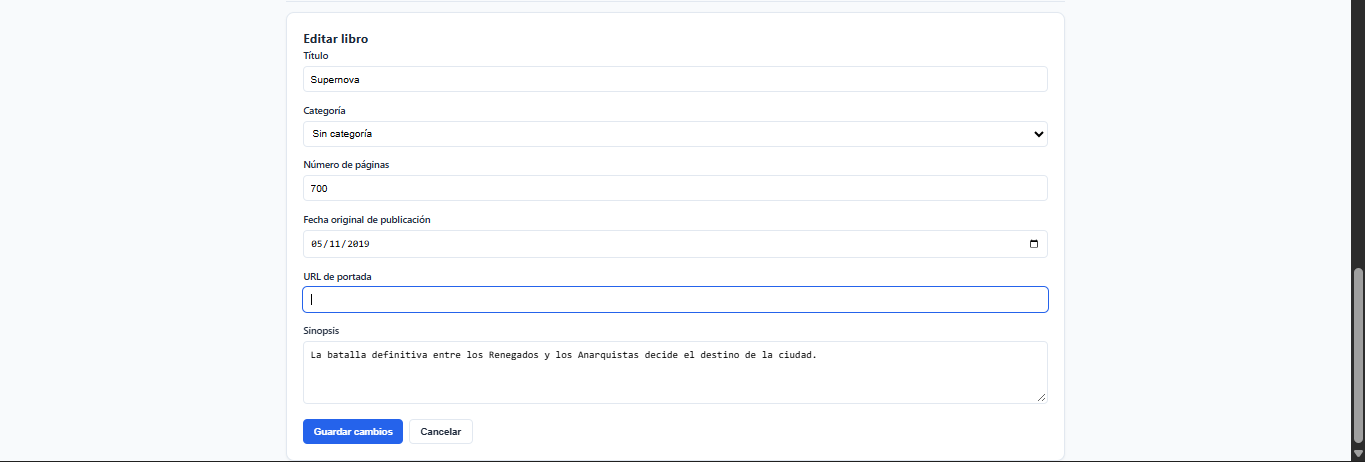 Editar libro
Título
Supernova
Categoría
Sin categoría
Número de páginas
700
Fecha original de publicación
05/11/2019
URL de portada
Sinopsis
La batalla definitiva entre los Renegados y los Anarquistas decide el destino de la ciudad.
Guardar cambios
Cancelar